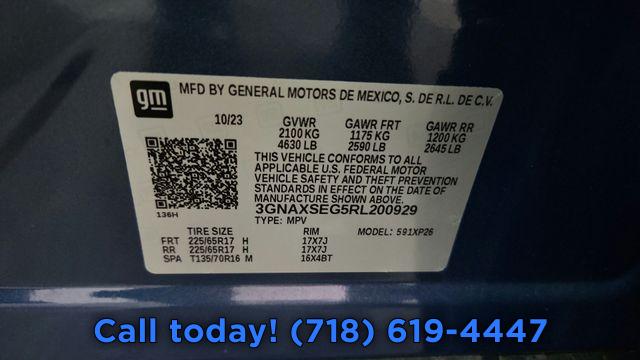 gm
MFD BY GENERAL MOTORS DE MEXICO, S. DE R.L. DE C.V.
10/23 GVWR GAWR FRT GAWR RR
2100 KG 1175 KG 1200 KG
4630 LB 2590 LB 2645 LB
THIS VEHICLE CONFORMS TO ALL
APPLICABLE U.S. FEDERAL MOTOR
VEHICLE SAFETY AND THEFT PREVENTION
STANDARDS IN EFFECT ON THE DATE OF
MANUFACTURE SHOWN ABOVE.
136H 3GNAXSEG5RL200929
TYPE: MPV MODEL: 591XP26
TIRE SIZE RIM
FRT 225/65R17 H 17X7J
RR 225/65R17 H 17X7J
SPA T135/70R16 M 16X4BT
Call today! (718) 619-4447